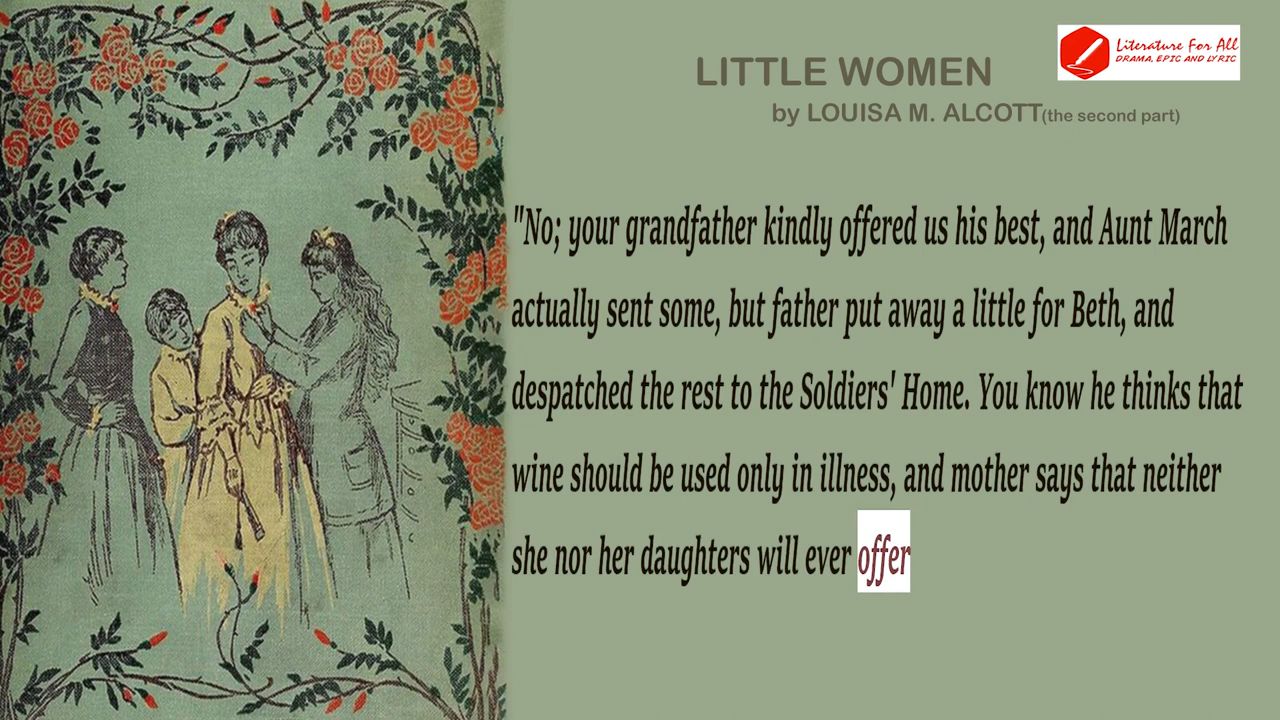 LITTLE WOMEN
by LOUISA M. ALCOTT(the second part)
Literature For All
DRAMA, EPIC AND LYRIC
"No; your grandfather kindly offered us his best, and Aunt March
actually sent some, but father put away a little for Beth, and
despatched the rest to the Soldiers' Home. You know he thinks that
wine should be used only in illness, and mother says that neither
she nor her daughters will ever offer